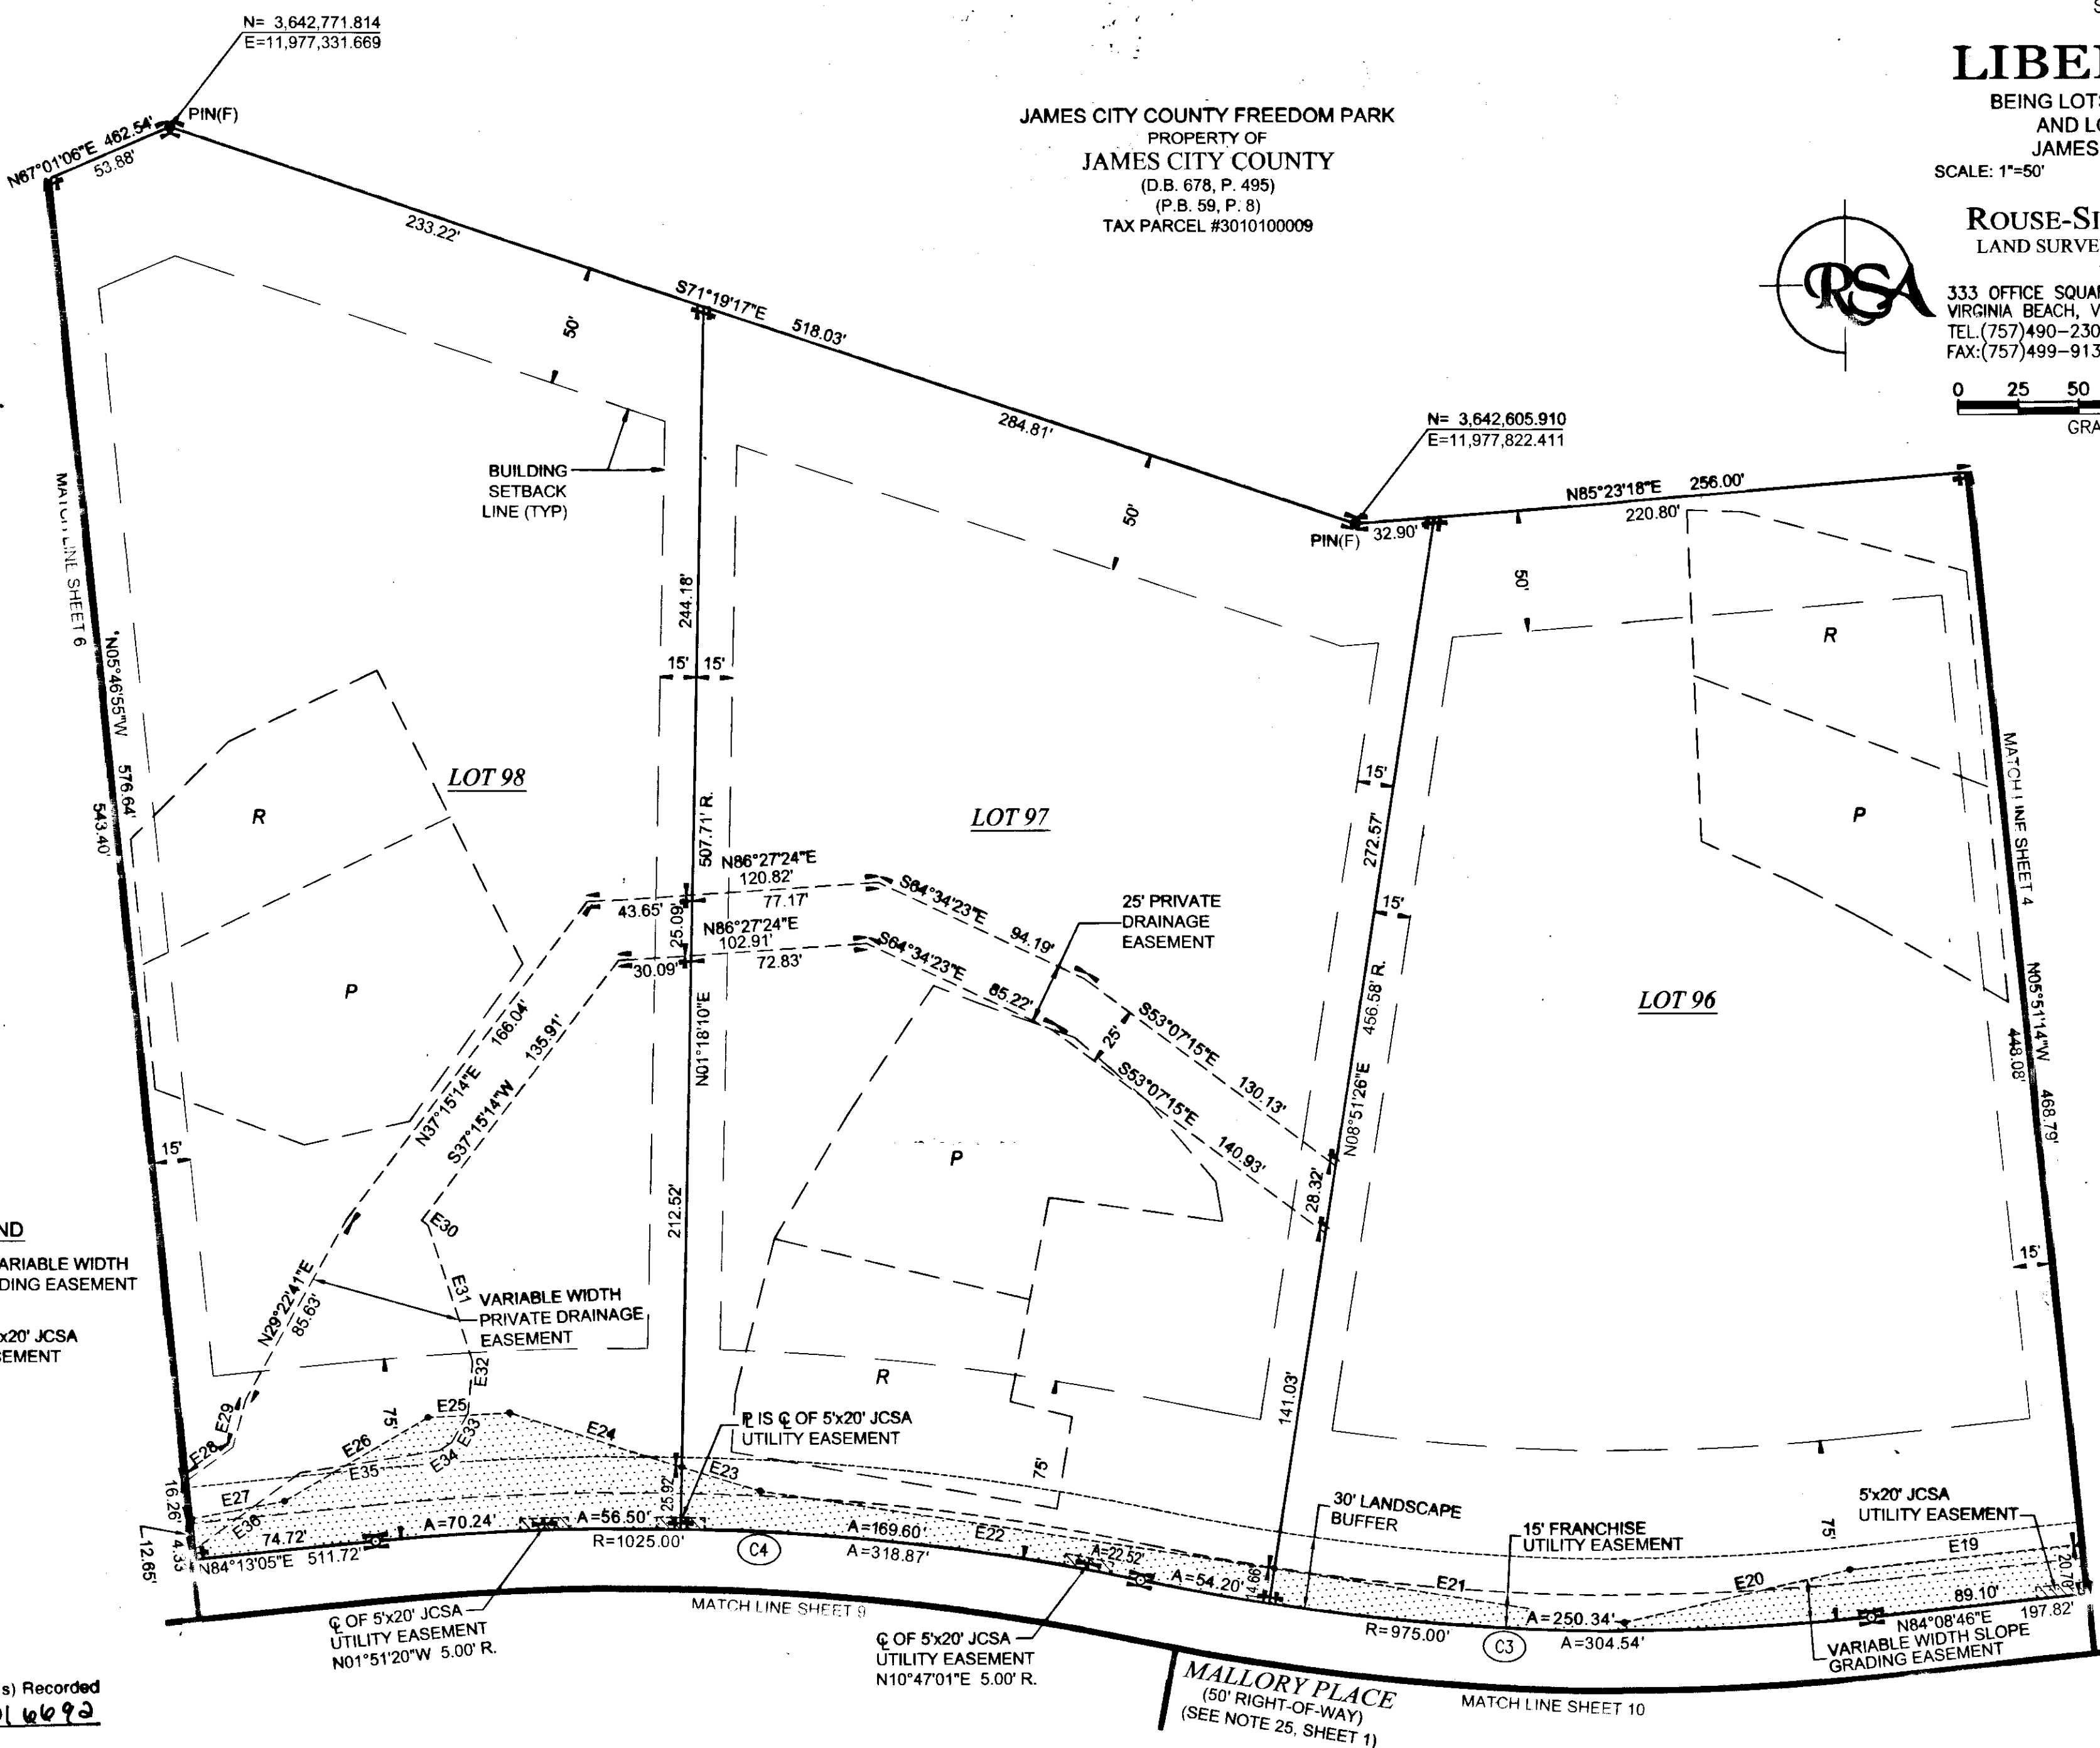 N= 3,642,771.814
E=11,977,331.669
PIN(F)
N67°01'06"E 462.54'
53.88'
233.22'
S71°19'17"E 518.03'
284.81'
50'
50'
JAMES CITY COUNTY FREEDOM PARK
PROPERTY OF
JAMES CITY COUNTY
(D.B. 678, P. 495)
(P.B. 59, P. 8)
TAX PARCEL #3010100009
SCALE: 1"=50'
RSA
333 OFFICE
VIRGINIA BEACH,
TEL.(757)490-230
FAX:(757)499-913
0 25 50
N= 3,642,605.910
E=11,977,822.411
PIN(F)
32.90'
N85°23'18"E 256.00'
220.80'
50'
BUILDING
SETBACK
LINE (TYP)
MATCH LINE SHEET 6
N05°46'55"W 576.64'
543.40'
244.18'
15' 15'
507.71' R.
N01°18'10"E
25.09'
212.52'
25.92'
LOT 98
R
P
LOT 97
P
R
LOT 96
R
P
15'
272.57'
15'
456.58' R.
N08°51'26"E
28.32'
141.03'
14.66'
MATCH LINE SHEET 4
N05°51'14"W 468.79'
448.08'
15'
20.70'
N86°27'24"E
120.82'
43.65'
77.17'
N86°27'24"E
102.91'
30.09'
72.83'
S64°34'23"E
94.19'
S64°34'23"E
85.22'
25' PRIVATE
DRAINAGE
EASEMENT
25'
S53°07'15"E
130.13'
S53°07'15"E
140.93'
N37°15'14"E
166.04'
S37°15'14"W
135.91'
15'
N29°22'41"E
85.63'
VARIABLE WIDTH
PRIVATE DRAINAGE
EASEMENT
E30
E31
E32
E33
E34
E35
E36
E29
E28
E27
E26
E25
E24
E23
E22
E21
E20
E19
75'
75'
75'
ARIABLE WIDTH
DING EASEMENT
x20' JCSA
SEMENT
℄ IS ℄ OF 5'x20' JCSA
UTILITY EASEMENT
16.26'
4.33
12.65'
74.72'
N84°13'05"E 511.72'
A=70.24'
A=56.50'
R=1025.00'
C4
A=169.60'
A=318.87'
A=22.52'
A=54.20'
30' LANDSCAPE
BUFFER
15' FRANCHISE
UTILITY EASEMENT
5'x20' JCSA
UTILITY EASEMENT
R=975.00'
C3
A=250.34'
A=304.54'
89.10'
N84°08'46"E 197.82'
VARIABLE WIDTH SLOPE
GRADING EASEMENT
℄ OF 5'x20' JCSA
UTILITY EASEMENT
N01°51'20"W 5.00' R.
MATCH LINE SHEET 9
℄ OF 5'x20' JCSA
UTILITY EASEMENT
N10°47'01"E 5.00' R.
MALLORY PLACE
(50' RIGHT-OF-WAY)
(SEE NOTE 25, SHEET 1)
MATCH LINE SHEET 10
s) Recorded